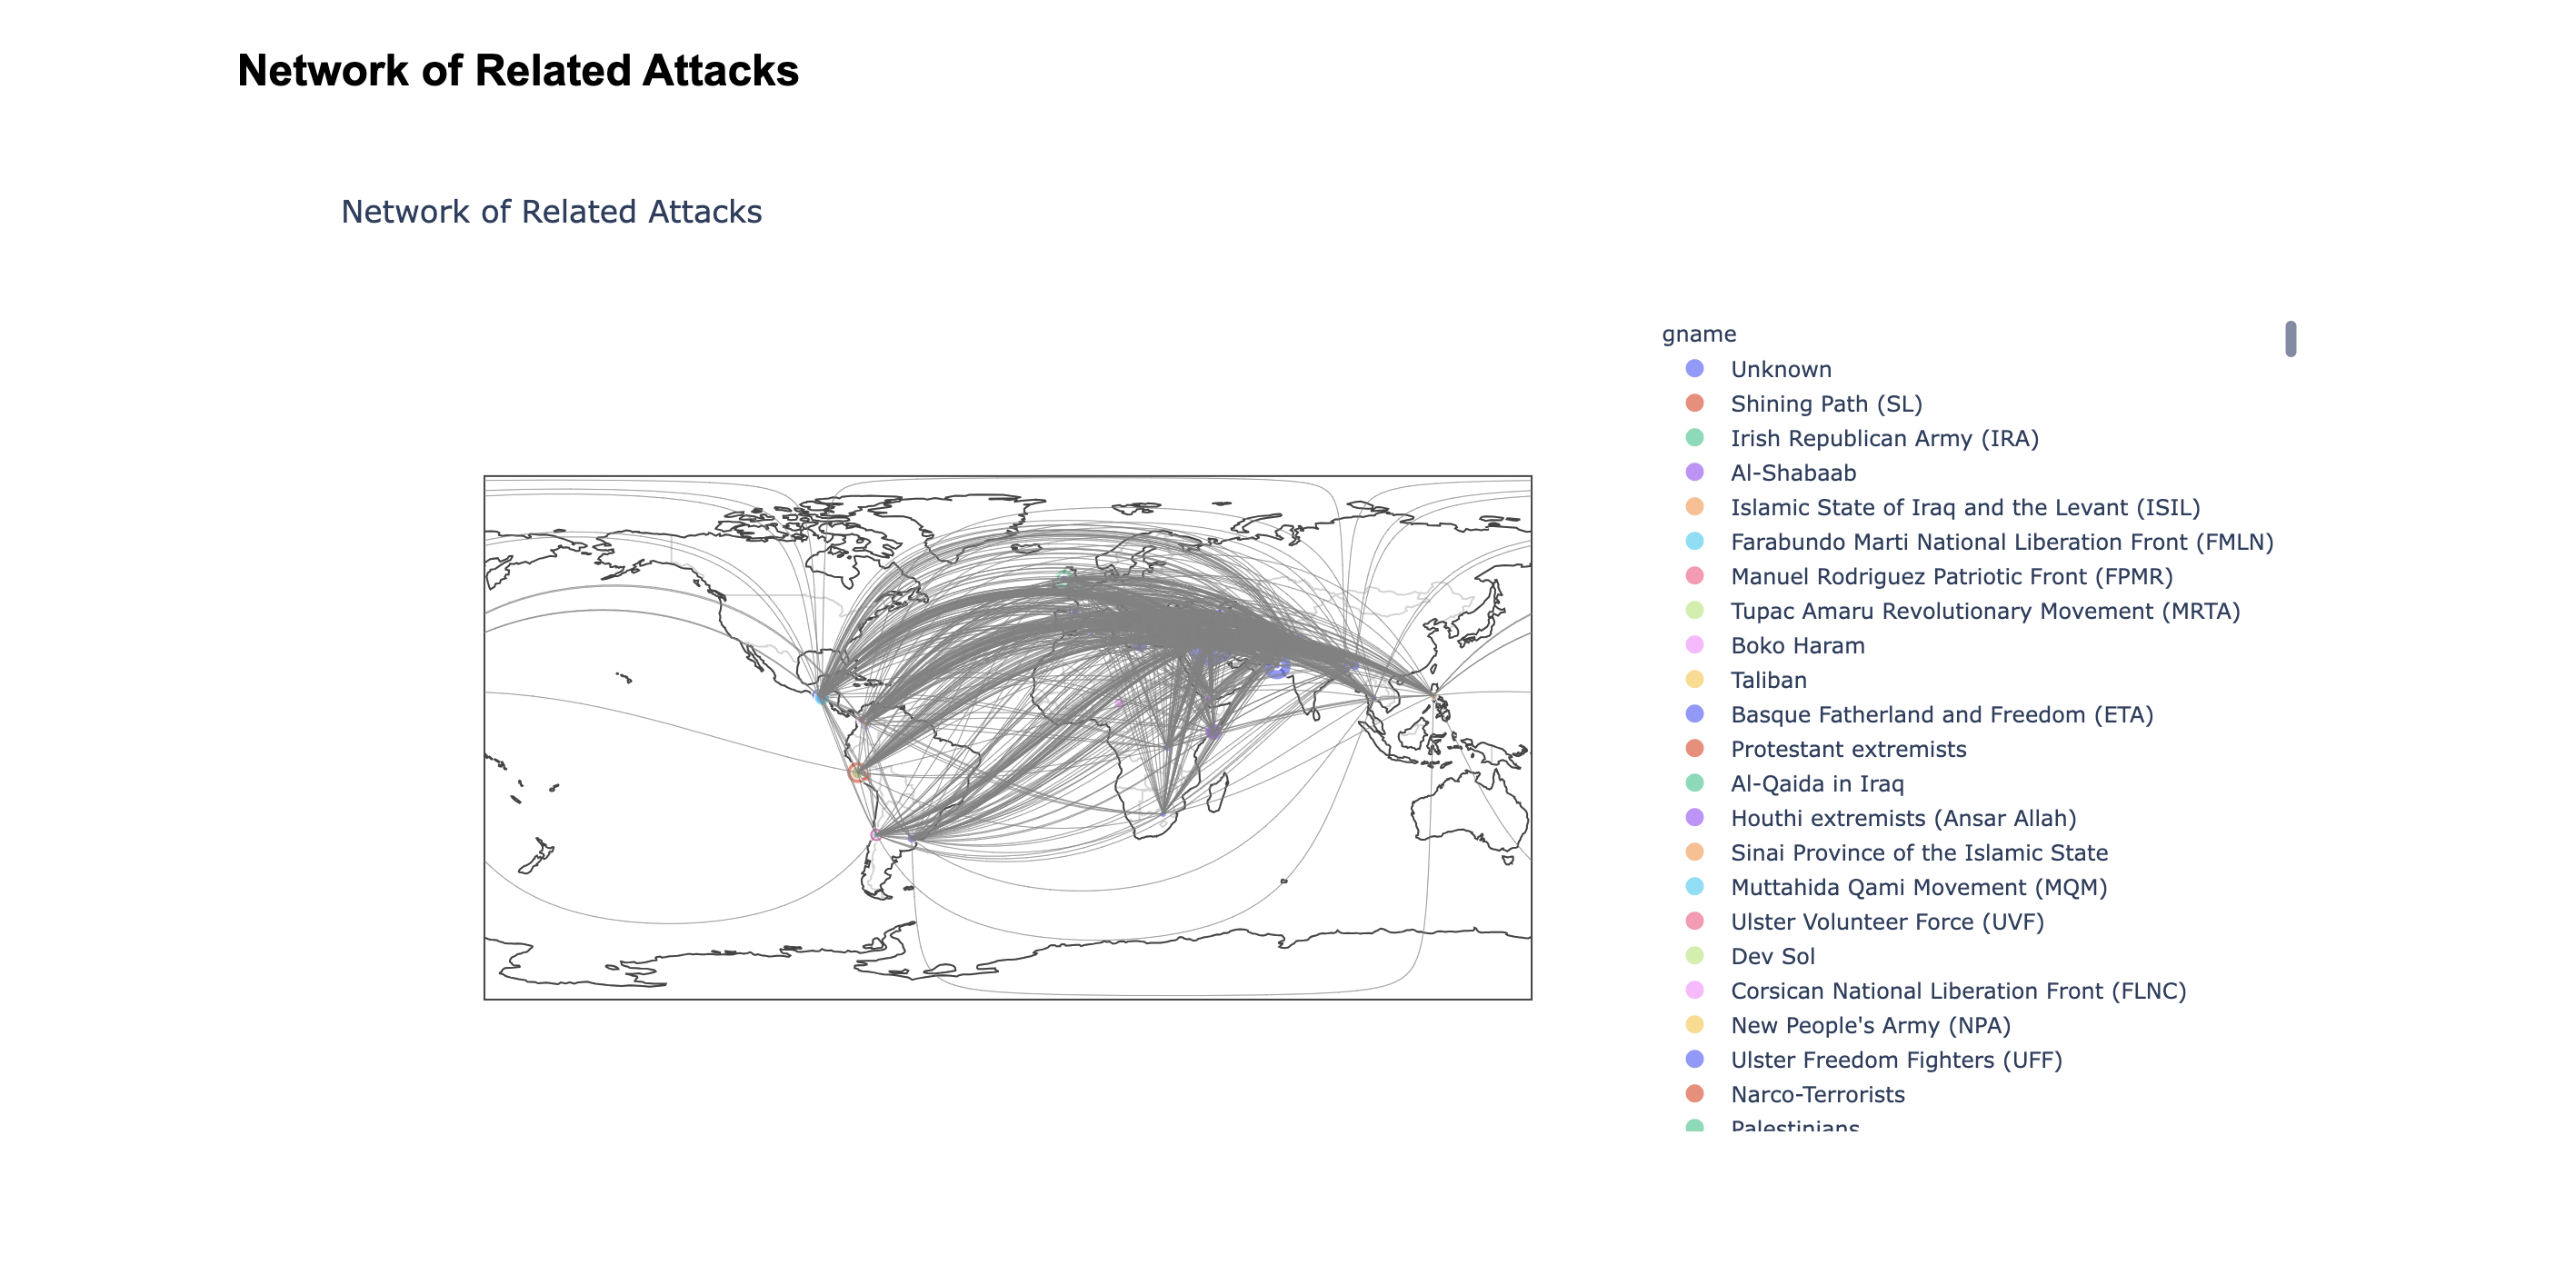 Network of Related Attacks
Network of Related Attacks
gname
Unknown
Shining Path (SL)
Irish Republican Army (IRA)
Al-Shabaab
Islamic State of Iraq and the Levant (ISIL)
Farabundo Marti National Liberation Front (FMLN)
Manuel Rodriguez Patriotic Front (FPMR)
Tupac Amaru Revolutionary Movement (MRTA)
Boko Haram
Taliban
Basque Fatherland and Freedom (ETA)
Protestant extremists
Al-Qaida in Iraq
Houthi extremists (Ansar Allah)
Sinai Province of the Islamic State
Muttahida Qami Movement (MQM)
Ulster Volunteer Force (UVF)
Dev Sol
Corsican National Liberation Front (FLNC)
New People's Army (NPA)
Ulster Freedom Fighters (UFF)
Narco-Terrorists
Palestinians